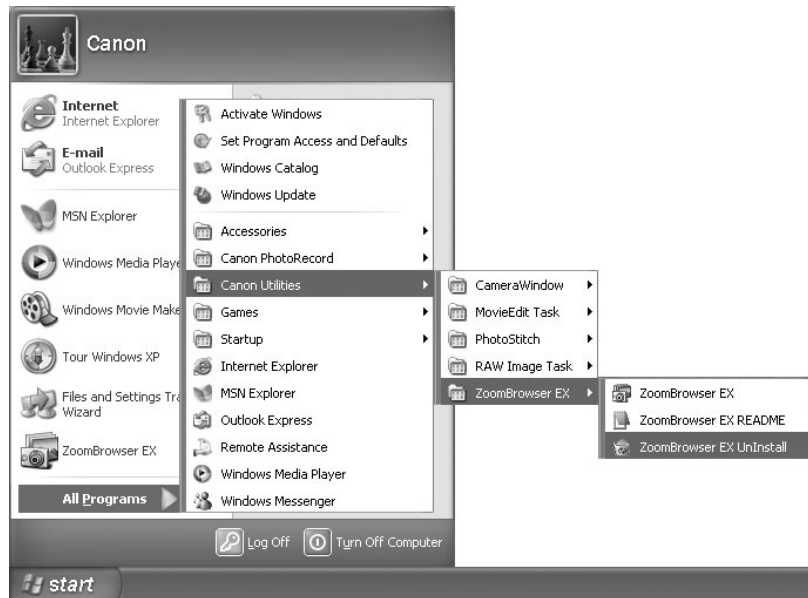 Canon
Internet
Internet Explorer
E-mail
Outlook Express
MSN Explorer
Windows Media Playe
Windows Movie Make
Tour Windows XP
Files and Settings Tra
Wizard
ZoomBrowser EX
All Programs
Activate Windows
Set Program Access and Defaults
Windows Catalog
Windows Update
Accessories
Canon PhotoRecord
Canon Utilities
Games
Startup
Internet Explorer
MSN Explorer
Outlook Express
Remote Assistance
Windows Media Player
Windows Messenger
CameraWindow
MovieEdit Task
PhotoStitch
RAW Image Task
ZoomBrowser EX
ZoomBrowser EX
ZoomBrowser EX README
ZoomBrowser EX UnInstall
Log Off
Turn Off Computer
start